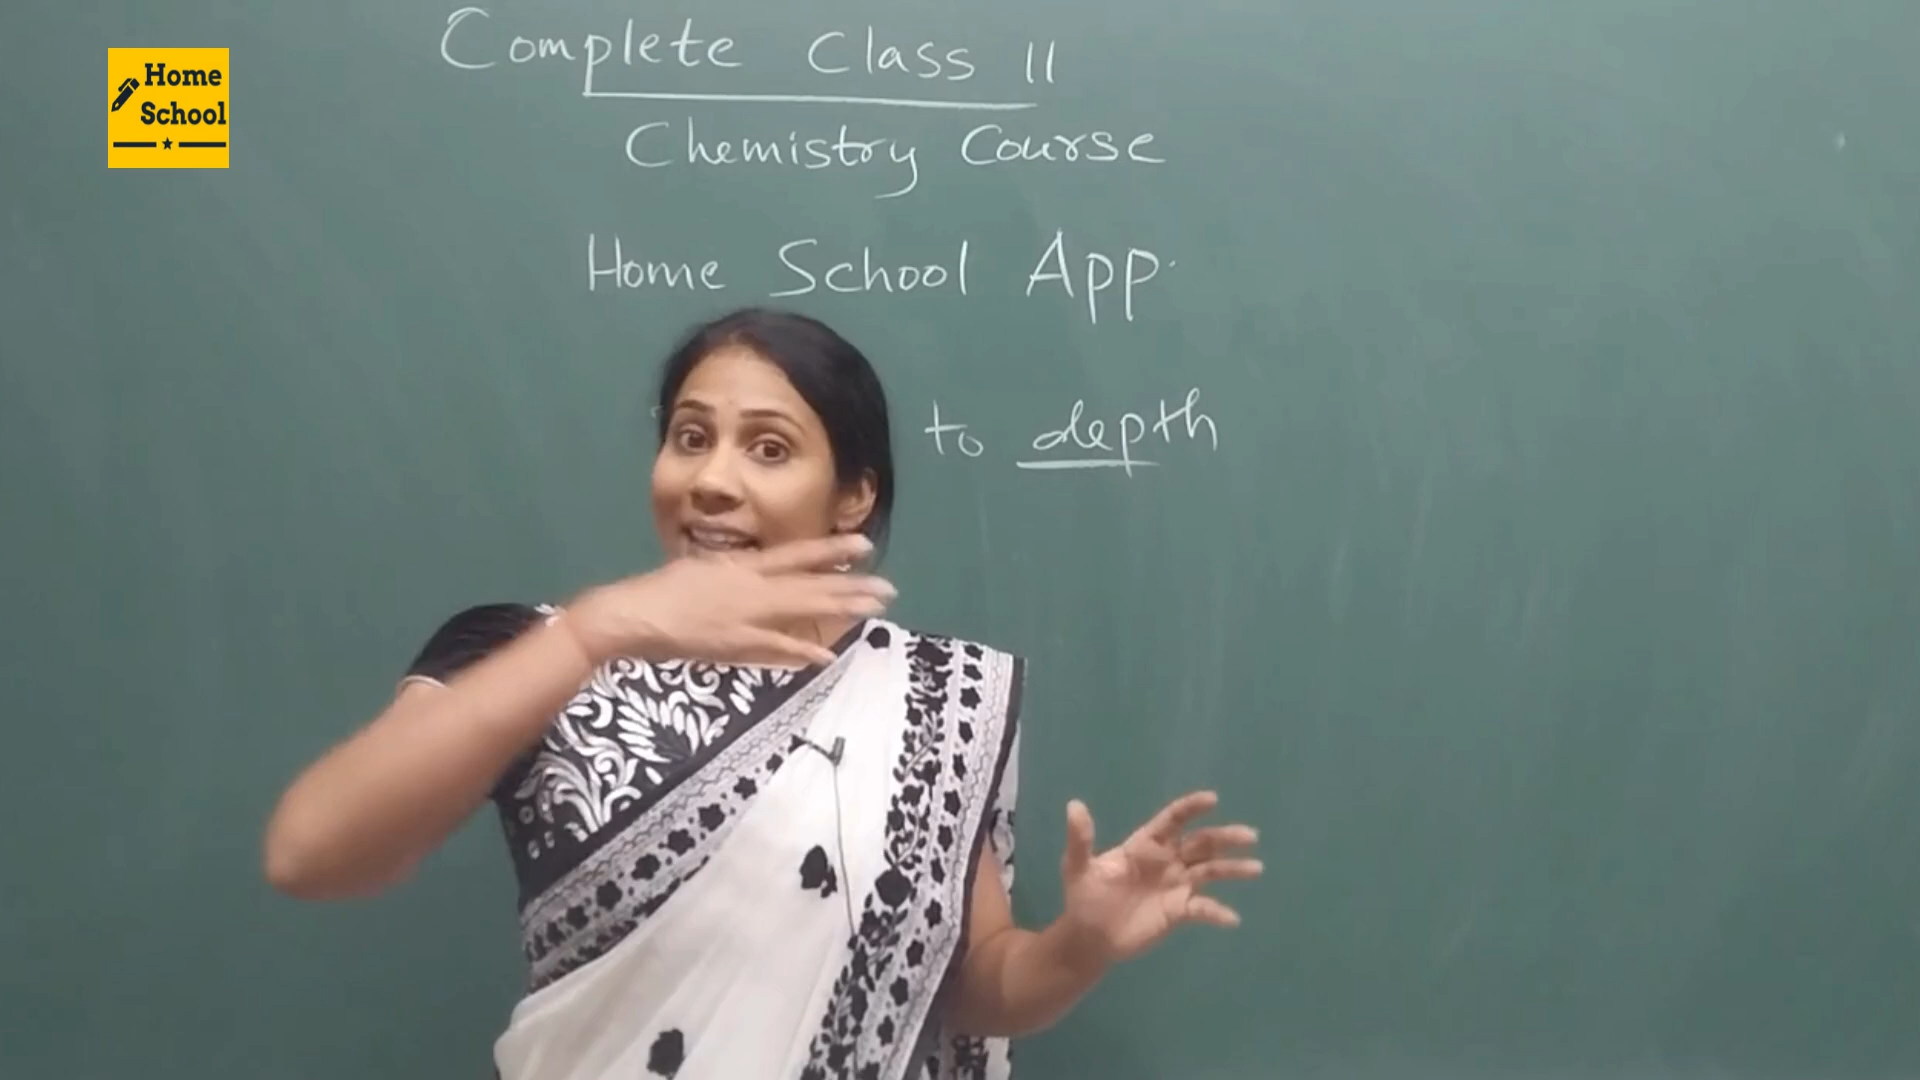 Home
School
Complete Class 11
Chemistry Course
Home School App.
to depth